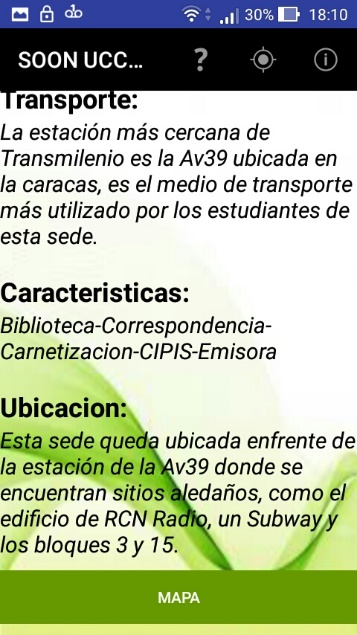 30% 18:10
SOON UCC...
Transporte:
La estación más cercana de
Transmilenio es la Av39 ubicada en
la caracas, es el medio de transporte
más utilizado por los estudiantes de
esta sede.
Caracteristicas:
Biblioteca-Correspondencia-
Carnetizacion-CIPIS-Emisora
Ubicacion:
Esta sede queda ubicada enfrente de
la estación de la Av39 donde se
encuentran sitios aledaños, como el
edificio de RCN Radio, un Subway y
los bloques 3 y 15.
MAPA